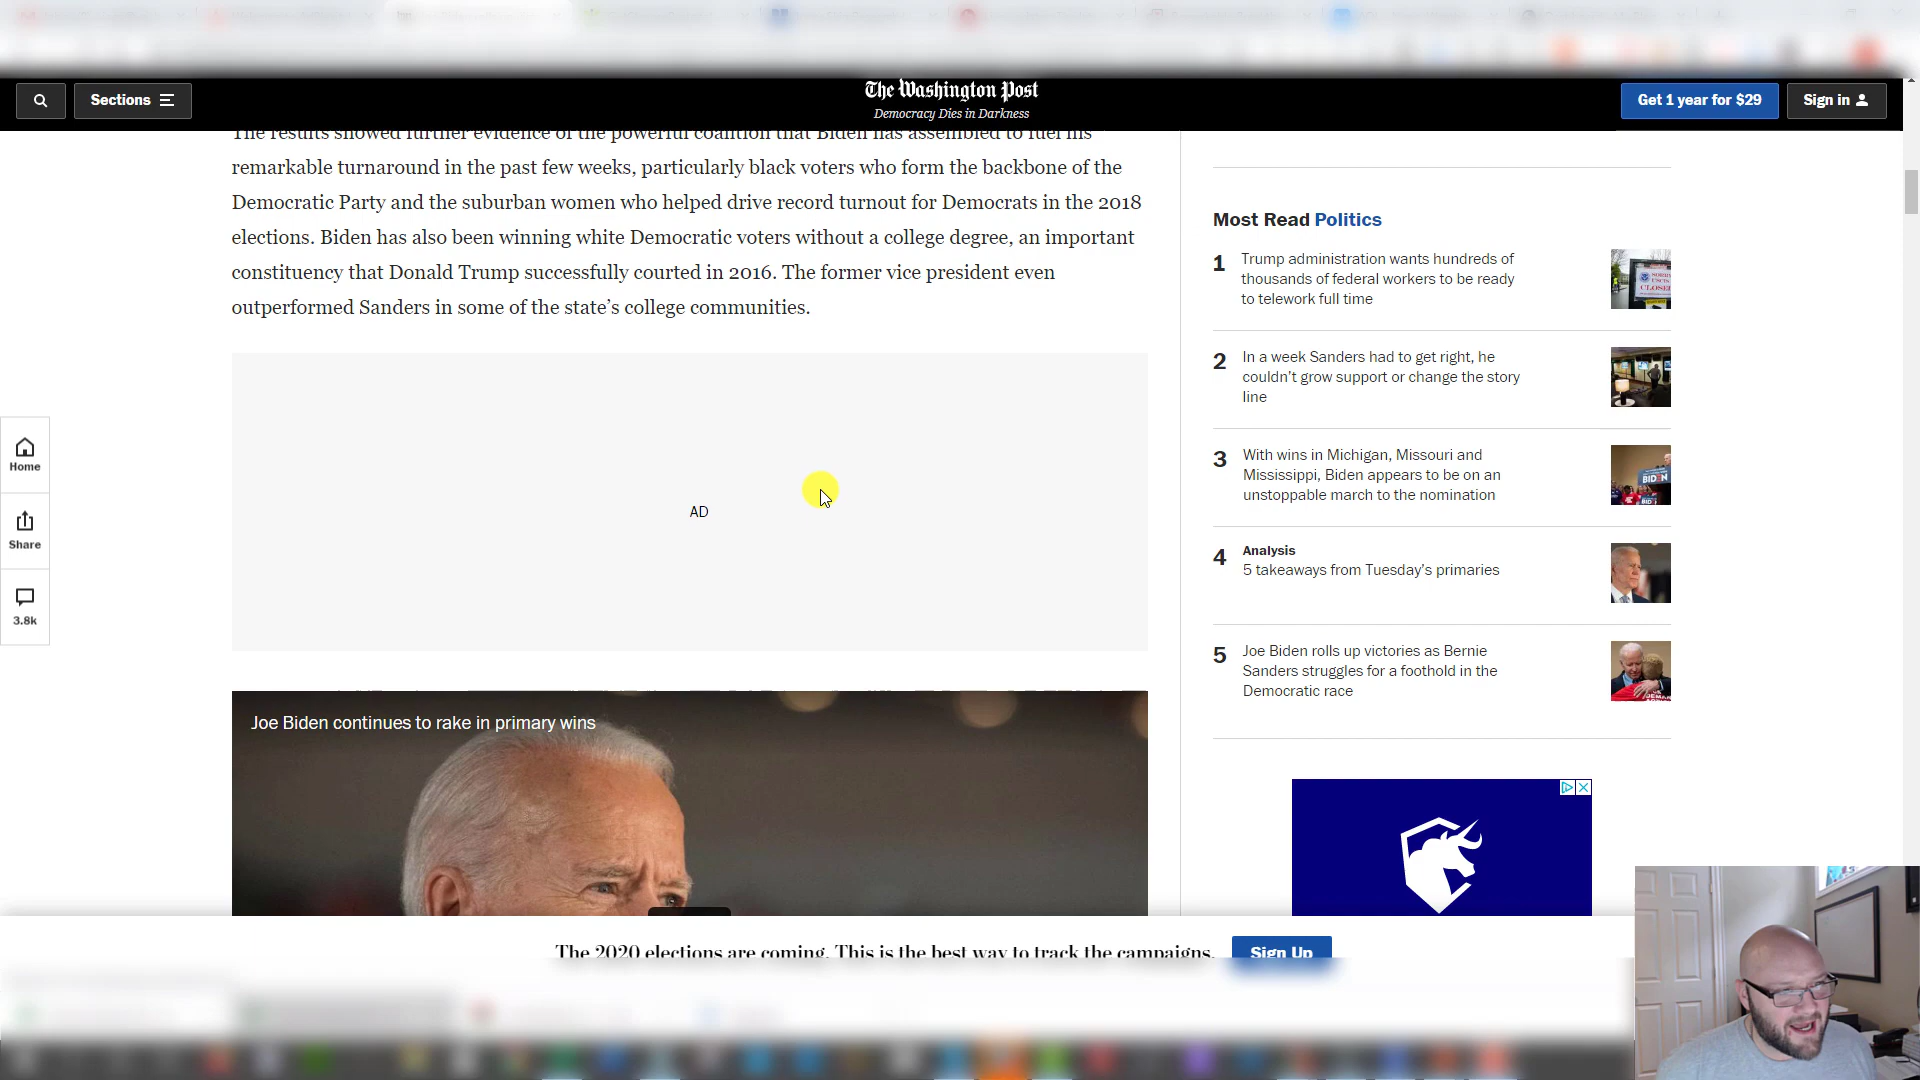 Sections
The Washington Post
Democracy Dies in Darkness
Get 1 year for $29
Sign in
The results showed further evidence of the powerful coalition that Biden has assembled to fuel his
remarkable turnaround in the past few weeks, particularly black voters who form the backbone of the
Democratic Party and the suburban women who helped drive record turnout for Democrats in the 2018
elections. Biden has also been winning white Democratic voters without a college degree, an important
constituency that Donald Trump successfully courted in 2016. The former vice president even
outperformed Sanders in some of the state’s college communities.
AD
Home
Share
3.8k
Joe Biden continues to rake in primary wins
Most Read Politics
1
Trump administration wants hundreds of
thousands of federal workers to be ready
to telework full time
2
In a week Sanders had to get right, he
couldn’t grow support or change the story
line
3
With wins in Michigan, Missouri and
Mississippi, Biden appears to be on an
unstoppable march to the nomination
4
Analysis
5 takeaways from Tuesday’s primaries
5
Joe Biden rolls up victories as Bernie
Sanders struggles for a foothold in the
Democratic race
The 2020 elections are coming. This is the best way to track the campaigns.
Sign Up